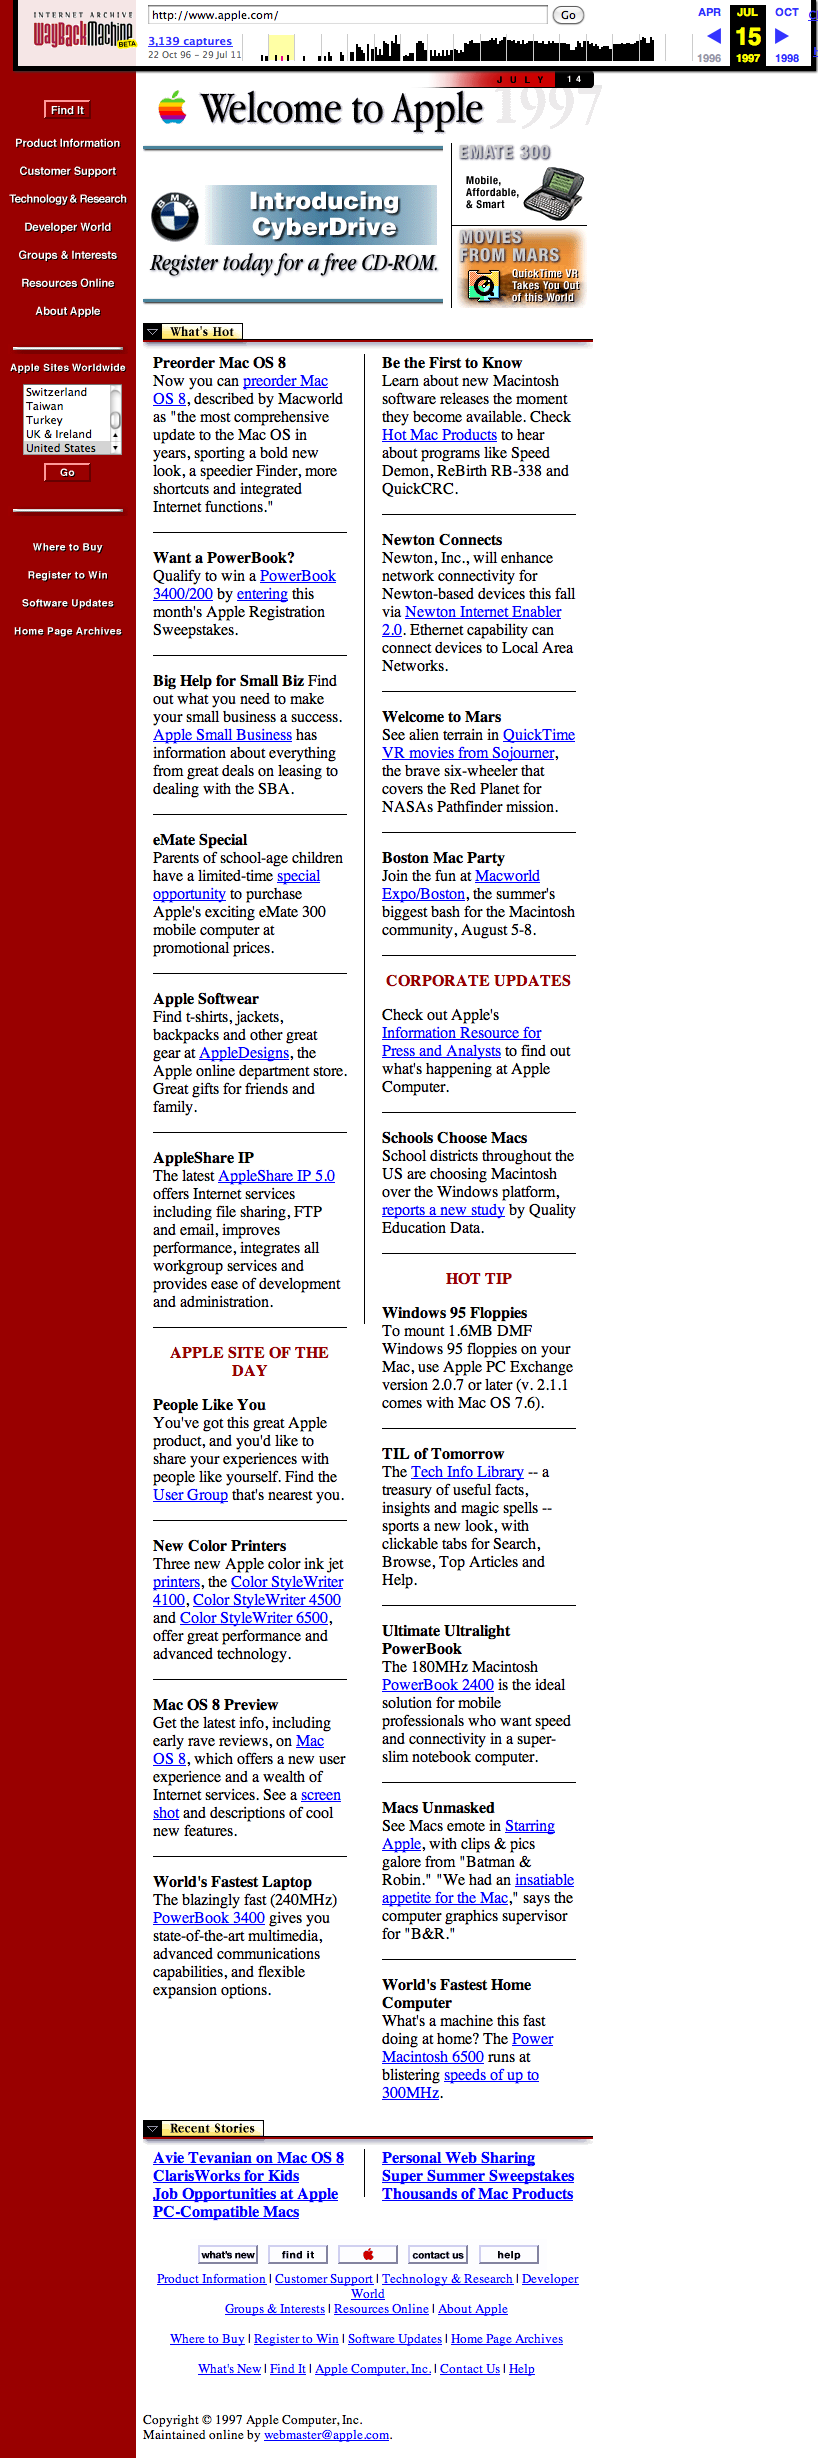 INTERNET ARCHIVE
WayBackMachine
BETA
http://www.apple.com/
Go
3,139 captures
22 Oct 96 – 29 Jul 11
APR
JUL
OCT
15
1996
1997
1998
JULY 14
1997
Welcome to Apple
Find It
Product Information
Customer Support
Technology & Research
Developer World
Groups & Interests
Resources Online
About Apple
Apple Sites Worldwide
Switzerland
Taiwan
Turkey
UK & Ireland
United States
Go
Where to Buy
Register to Win
Software Updates
Home Page Archives
BMW
Introducing
CyberDrive
Register today for a free CD-ROM.
EMATE 300
Mobile,
Affordable,
& Smart
MOVIES
FROM MARS
QuickTime VR
Takes You Out
of this World
What's Hot
Preorder Mac OS 8
Now you can preorder Mac
OS 8, described by Macworld
as "the most comprehensive
update to the Mac OS in
years, sporting a bold new
look, a speedier Finder, more
shortcuts and integrated
Internet functions."
Want a PowerBook?
Qualify to win a PowerBook
3400/200 by entering this
month's Apple Registration
Sweepstakes.
Big Help for Small Biz Find
out what you need to make
your small business a success.
Apple Small Business has
information about everything
from great deals on leasing to
dealing with the SBA.
eMate Special
Parents of school-age children
have a limited-time special
opportunity to purchase
Apple's exciting eMate 300
mobile computer at
promotional prices.
Apple Softwear
Find t-shirts, jackets,
backpacks and other great
gear at AppleDesigns, the
Apple online department store.
Great gifts for friends and
family.
AppleShare IP
The latest AppleShare IP 5.0
offers Internet services
including file sharing, FTP
and email, improves
performance, integrates all
workgroup services and
provides ease of development
and administration.
APPLE SITE OF THE
DAY
People Like You
You've got this great Apple
product, and you'd like to
share your experiences with
people like yourself. Find the
User Group that's nearest you.
New Color Printers
Three new Apple color ink jet
printers, the Color StyleWriter
4100, Color StyleWriter 4500
and Color StyleWriter 6500,
offer great performance and
advanced technology.
Mac OS 8 Preview
Get the latest info, including
early rave reviews, on Mac
OS 8, which offers a new user
experience and a wealth of
Internet services. See a screen
shot and descriptions of cool
new features.
World's Fastest Laptop
The blazingly fast (240MHz)
PowerBook 3400 gives you
state-of-the-art multimedia,
advanced communications
capabilities, and flexible
expansion options.
Be the First to Know
Learn about new Macintosh
software releases the moment
they become available. Check
Hot Mac Products to hear
about programs like Speed
Demon, ReBirth RB-338 and
QuickCRC.
Newton Connects
Newton, Inc., will enhance
network connectivity for
Newton-based devices this fall
via Newton Internet Enabler
2.0. Ethernet capability can
connect devices to Local Area
Networks.
Welcome to Mars
See alien terrain in QuickTime
VR movies from Sojourner,
the brave six-wheeler that
covers the Red Planet for
NASAs Pathfinder mission.
Boston Mac Party
Join the fun at Macworld
Expo/Boston, the summer's
biggest bash for the Macintosh
community, August 5-8.
CORPORATE UPDATES
Check out Apple's
Information Resource for
Press and Analysts to find out
what's happening at Apple
Computer.
Schools Choose Macs
School districts throughout the
US are choosing Macintosh
over the Windows platform,
reports a new study by Quality
Education Data.
HOT TIP
Windows 95 Floppies
To mount 1.6MB DMF
Windows 95 floppies on your
Mac, use Apple PC Exchange
version 2.0.7 or later (v. 2.1.1
comes with Mac OS 7.6).
TIL of Tomorrow
The Tech Info Library -- a
treasury of useful facts,
insights and magic spells --
sports a new look, with
clickable tabs for Search,
Browse, Top Articles and
Help.
Ultimate Ultralight
PowerBook
The 180MHz Macintosh
PowerBook 2400 is the ideal
solution for mobile
professionals who want speed
and connectivity in a super-
slim notebook computer.
Macs Unmasked
See Macs emote in Starring
Apple, with clips & pics
galore from "Batman &
Robin." "We had an insatiable
appetite for the Mac," says the
computer graphics supervisor
for "B&R."
World's Fastest Home
Computer
What's a machine this fast
doing at home? The Power
Macintosh 6500 runs at
blistering speeds of up to
300MHz.
Recent Stories
Avie Tevanian on Mac OS 8
ClarisWorks for Kids
Job Opportunities at Apple
PC-Compatible Macs
Personal Web Sharing
Super Summer Sweepstakes
Thousands of Mac Products
what's new
find it
contact us
help
Product Information | Customer Support | Technology & Research | Developer
World
Groups & Interests | Resources Online | About Apple
Where to Buy | Register to Win | Software Updates | Home Page Archives
What's New | Find It | Apple Computer, Inc. | Contact Us | Help
Copyright © 1997 Apple Computer, Inc.
Maintained online by webmaster@apple.com.